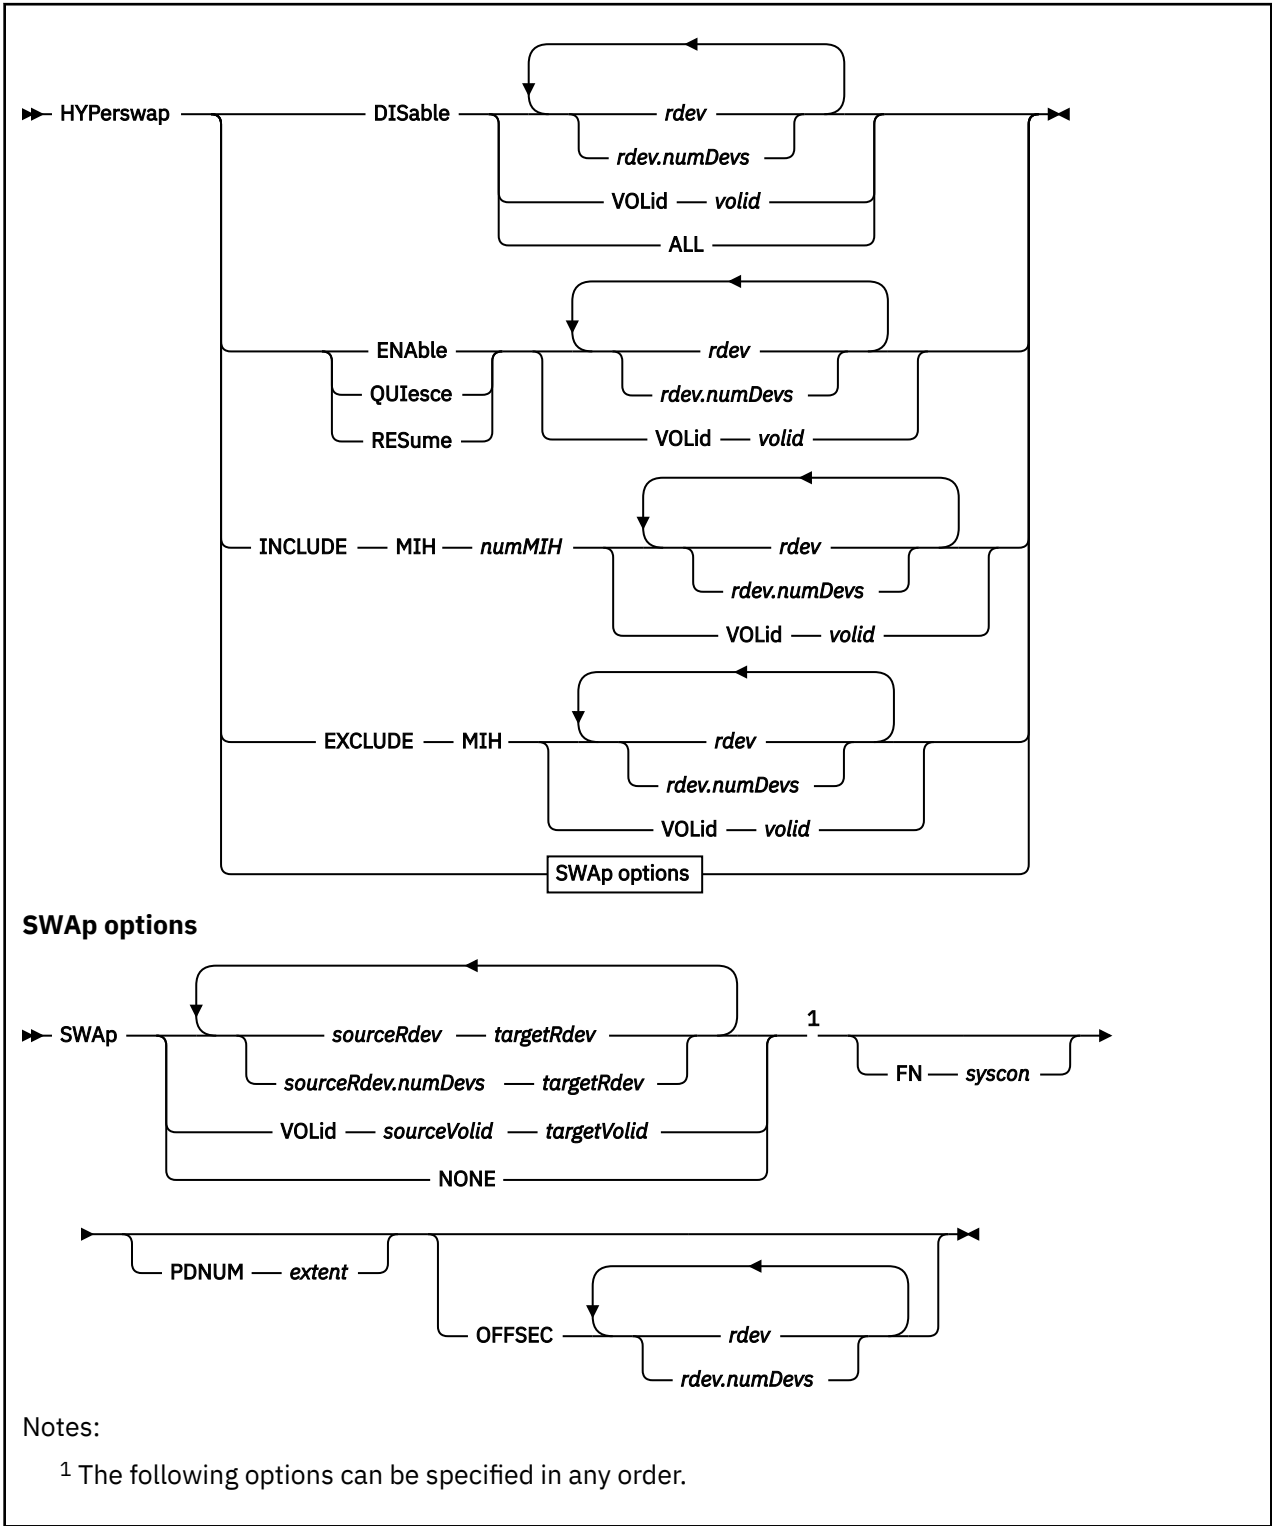 HYPerswap DISable rdev
rdev.numDevs
VOLid volid
ALL
ENAble rdev
QUIesce rdev.numDevs
RESume VOLid volid
INCLUDE MIH numMIH rdev
rdev.numDevs
VOLid volid
EXCLUDE MIH rdev
rdev.numDevs
VOLid volid
SWAp options
SWAp options
SWAp sourceRdev targetRdev 1
FN syscon
sourceRdev.numDevs targetRdev
VOLid sourceVolid targetVolid
NONE
PDNUM extent
OFFSEC rdev
rdev.numDevs
Notes:
1 The following options can be specified in any order.